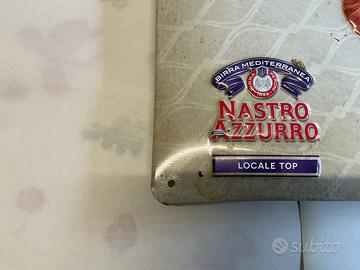 BIRRA MEDITERRANEA
NASTRO
AZZURRO
LOCALE TOP
subito